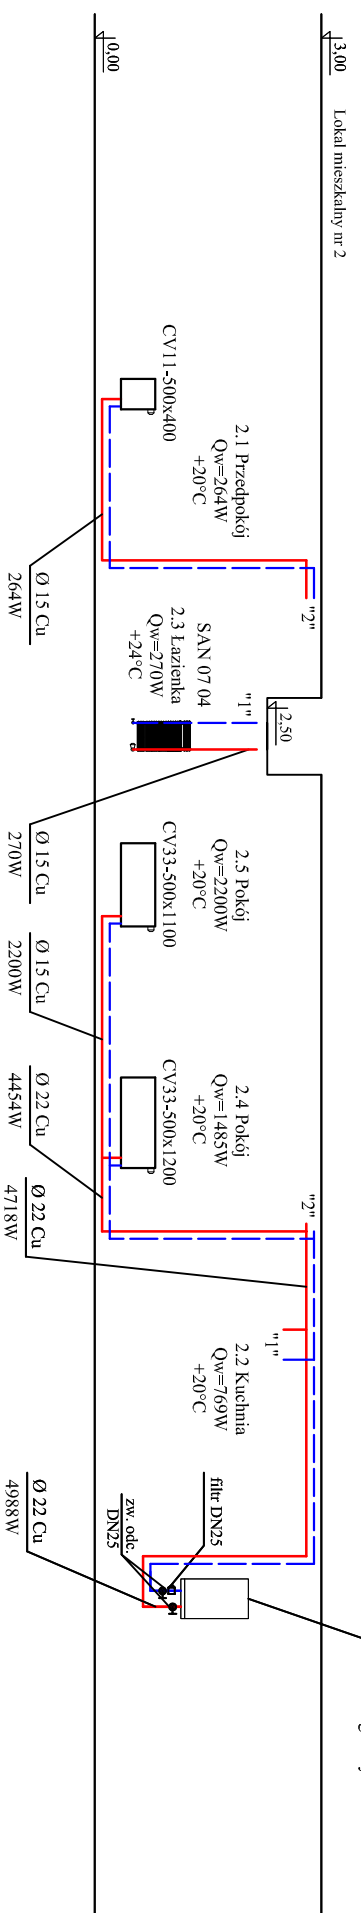 3,00
0,00
Lokal mieszkalny nr 2
CV11-500x400
2.1 Przedpokój
Qw=264W
+20°C
Ø 15 Cu
264W
"2"
SAN 07 04
2.3 Łazienka
Qw=270W
+24°C
"1"
2,50
Ø 15 Cu
270W
CV33-500x1100
2.5 Pokój
Qw=2200W
+20°C
Ø 15 Cu
2200W
CV33-500x1200
2.4 Pokój
Qw=1485W
+20°C
Ø 22 Cu
4454W
"2"
Ø 22 Cu
4718W
"1"
2.2 Kuchnia
Qw=769W
+20°C
filtr DN25
zw. odc.
DN25
Ø 22 Cu
4988W